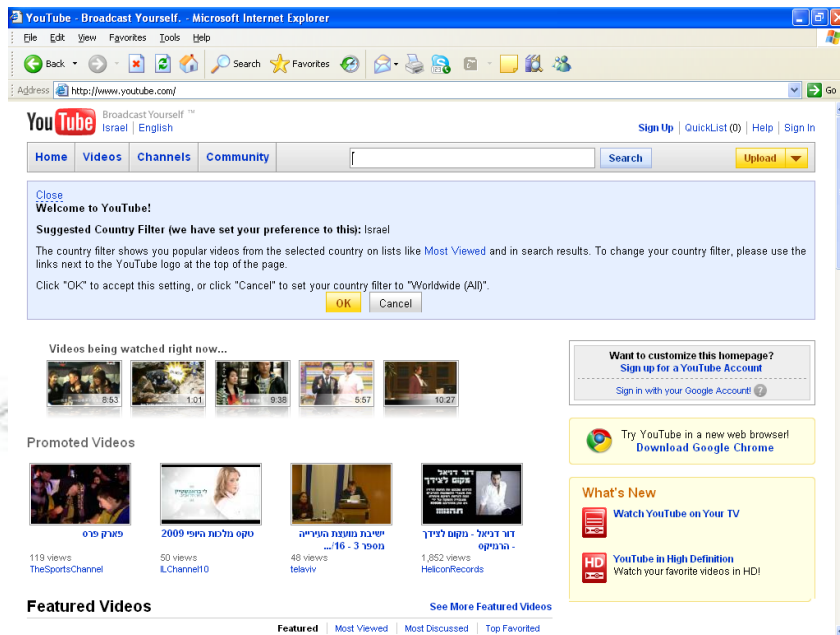 YouTube - Broadcast Yourself. - Microsoft Internet Explorer
File Edit View Favorites Tools Help
Back Search Favorites
Address http://www.youtube.com/ Go
You Tube Broadcast Yourself ™
Israel | English
Sign Up | QuickList (0) | Help | Sign In
Home Videos Channels Community Search Upload
Close
Welcome to YouTube!
Suggested Country Filter (we have set your preference to this): Israel
The country filter shows you popular videos from the selected country on lists like Most Viewed and in search results. To change your country filter, please use the
links next to the YouTube logo at the top of the page.
Click "OK" to accept this setting, or click "Cancel" to set your country filter to "Worldwide (All)".
OK Cancel
Videos being watched right now...
8:53 1:01 9:38 5:57 10:27
Want to customize this homepage?
Sign up for a YouTube Account
Sign in with your Google Account! ?
Try YouTube in a new web browser!
Download Google Chrome
Promoted Videos
דור דניאל
מקום לצידך
פארק פרס
119 views
TheSportsChannel
טקס מלכות היופי 2009
50 views
ILChannel10
ישיבת מועצת העירייה
מספר 3 - 16/...
48 views
telaviv
דור דניאל - מקום לצידך
- הרמיקס
1,852 views
HeliconRecords
What's New
Watch YouTube on Your TV
HD
YouTube in High Definition
Watch your favorite videos in HD!
Featured Videos
See More Featured Videos
Featured | Most Viewed | Most Discussed | Top Favorited